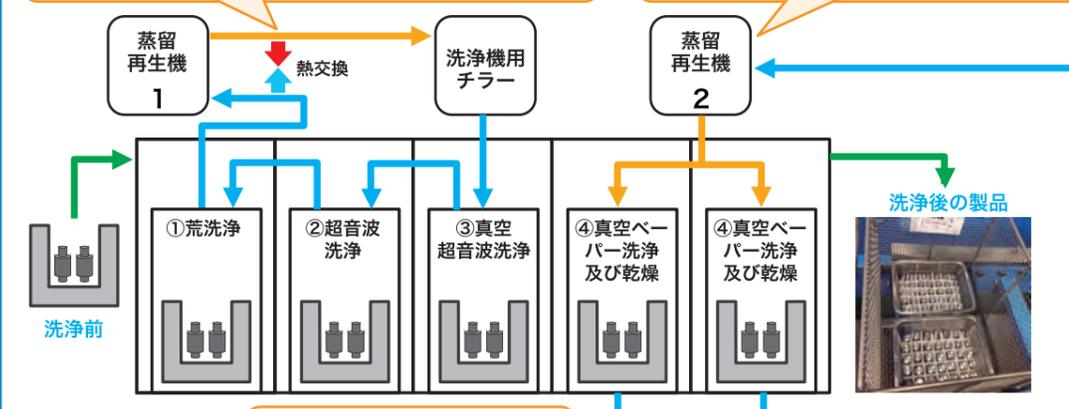 蒸留
再生機
1
熱交換
洗浄機用
チラー
蒸留
再生機
2
洗浄前
①荒洗浄
②超音波
洗浄
③真空
超音波洗浄
④真空ベー
パー洗浄
及び乾燥
④真空ベー
パー洗浄
及び乾燥
洗浄後の製品